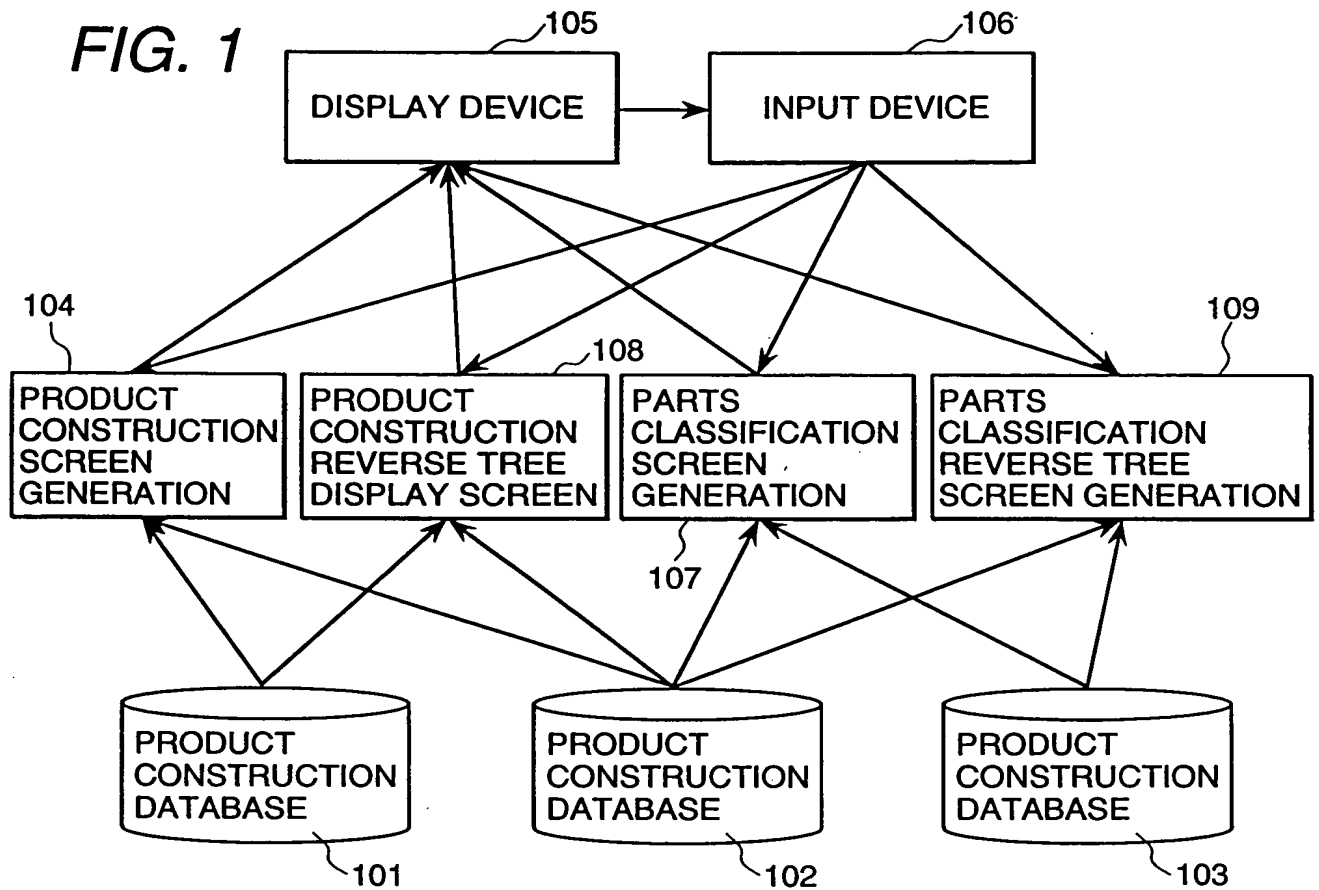 FIG. 1
105
106
DISPLAY DEVICE
INPUT DEVICE
104
108
109
PRODUCT
CONSTRUCTION
SCREEN
GENERATION
PRODUCT
CONSTRUCTION
REVERSE TREE
DISPLAY SCREEN
PARTS
CLASSIFICATION
SCREEN
GENERATION
PARTS
CLASSIFICATION
REVERSE TREE
SCREEN GENERATION
107
PRODUCT
CONSTRUCTION
DATABASE
PRODUCT
CONSTRUCTION
DATABASE
PRODUCT
CONSTRUCTION
DATABASE
101
102
103